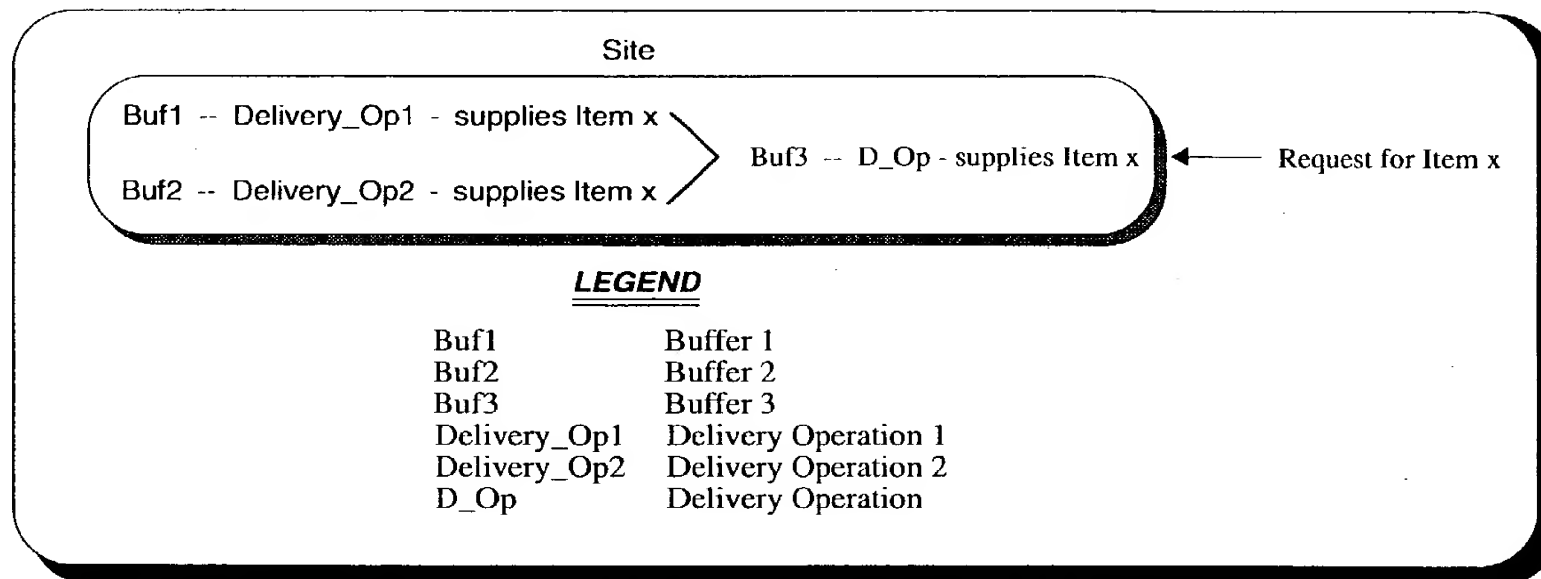 Site
Buf1 -- Delivery_Op1 - supplies Item x
Buf3 -- D_Op - supplies Item x
Request for Item x
Buf2 -- Delivery_Op2 - supplies Item x
LEGEND
Buf1 Buffer 1
Buf2 Buffer 2
Buf3 Buffer 3
Delivery_Op1 Delivery Operation 1
Delivery_Op2 Delivery Operation 2
D_Op Delivery Operation